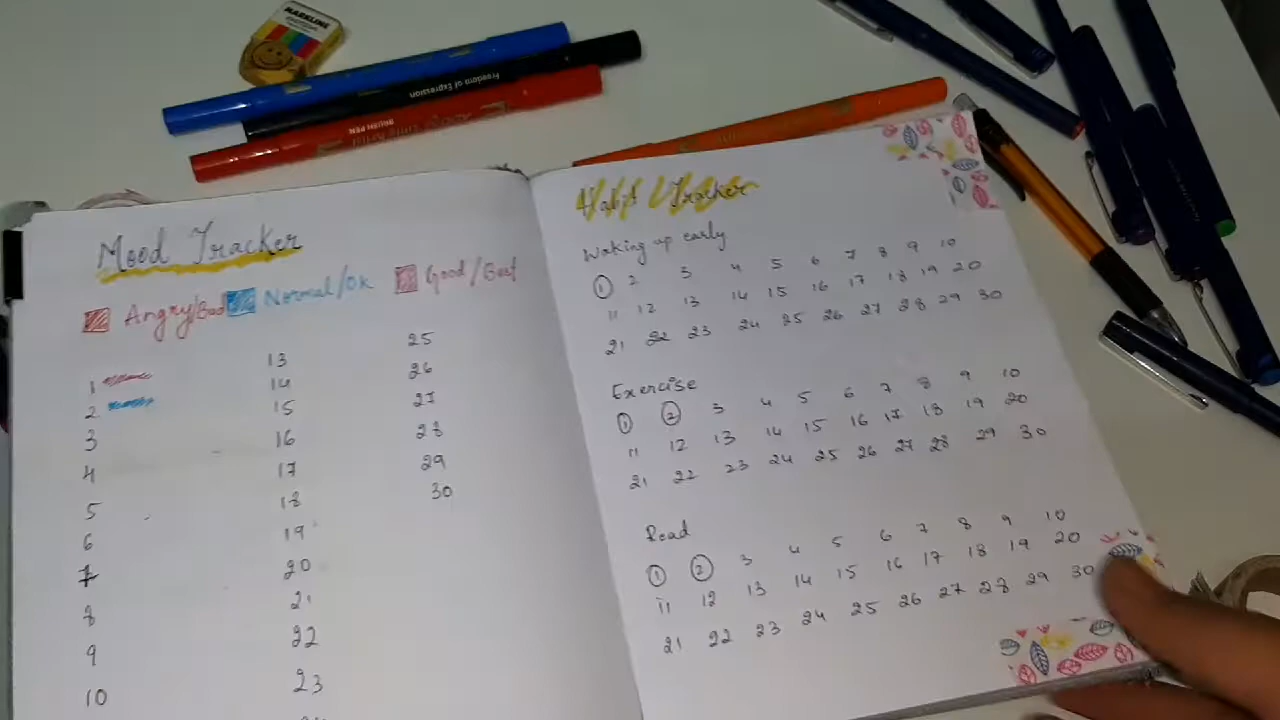 MARKLINE
Freedom of Expression
BRUSH PEN
Mood Tracker
Angry/Bad Normal/Ok Good/
1
2
3
4
5
6
7
8
9
10
13
14
15
16
17
18
19
20
21
22
23
25
26
27
28
29
30
Habit Tracker
Waking up early
1 2 3 4 5 6 7 8 9 10
11 12 13 14 15 16 17 18 19 20
21 22 23 24 25 26 27 28 29 30
Exercise
1 2 3 4 5 6 7 8 9 10
11 12 13 14 15 16 17 18 19 20
21 22 23 24 25 26 27 28 29 30
Read
1 2 3 4 5 6 7 8 9 10
11 12 13 14 15 16 17 18 19 20
21 22 23 24 25 26 27 28 29 30